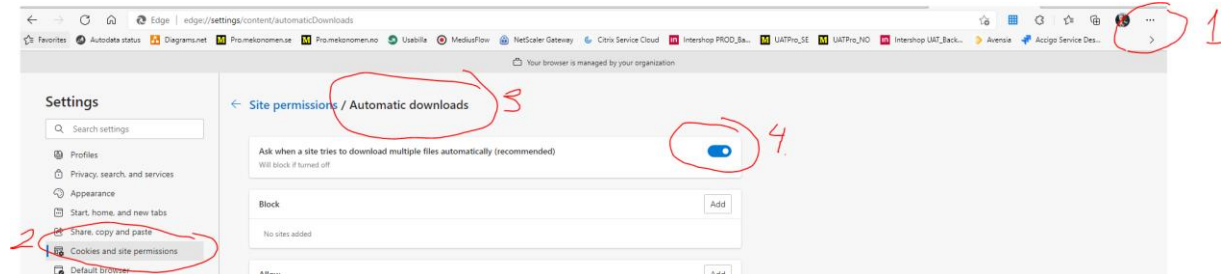 Edge | edge://settings/content/automaticDownloads
1
Favorites Autodata status Diagrams.net Pro.mekonomen.se Pro.mekonomen.no Usabilla MediusFlow NetScaler Gateway Citrix Service Cloud Intershop PROD_Ba... UATPro_SE UATPro_NO Intershop UAT_Back... Avensia Accigo Service Des...
Your browser is managed by your organization
Settings
Search settings
Profiles
Privacy, search, and services
Appearance
Start, home, and new tabs
Share, copy and paste
2
Cookies and site permissions
Default browser
Site permissions / Automatic downloads
3
Ask when a site tries to download multiple files automatically (recommended)
4.
Will block if turned off
Block
Add
No sites added
Allow
Add